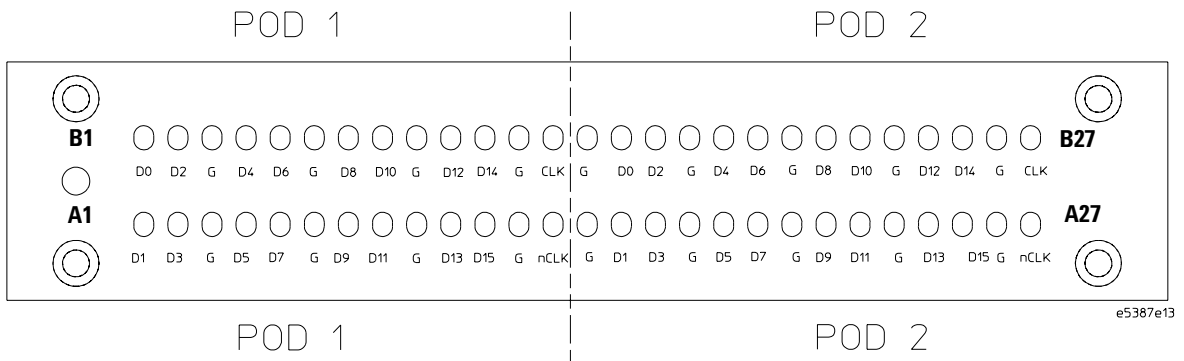 POD 1 POD 2
B1 B27
D0 D2 G D4 D6 G D8 D10 G D12 D14 G CLK G D0 D2 G D4 D6 G D8 D10 G D12 D14 G CLK
A1 A27
D1 D3 G D5 D7 G D9 D11 G D13 D15 G nCLK G D1 D3 G D5 D7 G D9 D11 G D13 D15 G nCLK
e5387e13
POD 1 POD 2